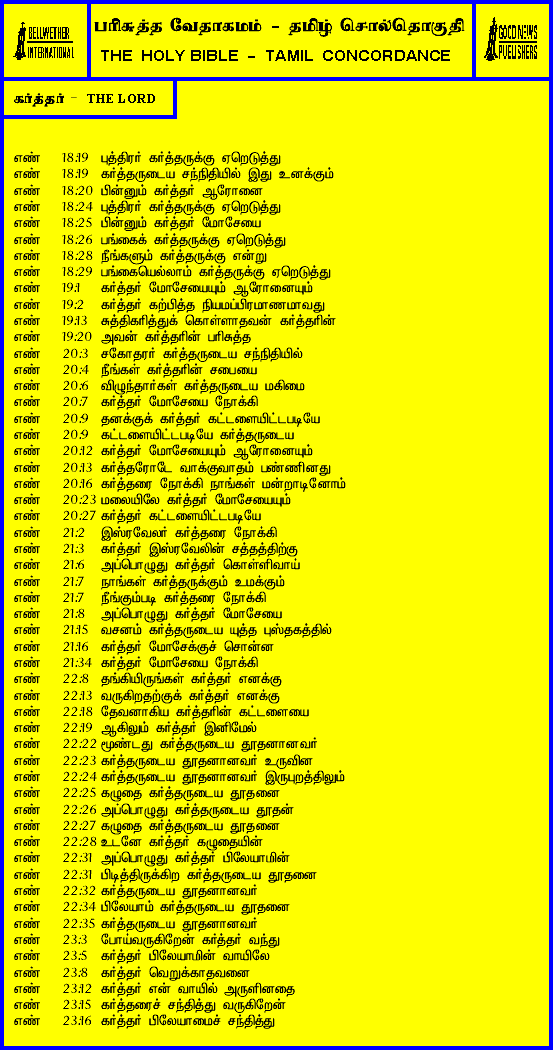 BELLWETHER
INTERNATIONAL
பரிசுத்த வேதாகமம் - தமிழ் சொல்தொகுதி
THE HOLY BIBLE - TAMIL CONCORDANCE
GOOD NEWS
PUBLISHERS
கர்த்தர் - THE LORD
எண் 18:19 புத்திரர் கர்த்தருக்கு ஏறெடுத்து
எண் 18:19 கர்த்தருடைய சந்நிதியில் இது உனக்கும்
எண் 18:20 பின்னும் கர்த்தர் ஆரோனை
எண் 18:24 புத்திரர் கர்த்தருக்கு ஏறெடுத்து
எண் 18:25 பின்னும் கர்த்தர் மோசேயை
எண் 18:26 பங்கைக் கர்த்தருக்கு ஏறெடுத்து
எண் 18:28 நீங்களும் கர்த்தருக்கு என்று
எண் 18:29 பங்கையெல்லாம் கர்த்தருக்கு ஏறெடுத்து
எண் 19:1 கர்த்தர் மோசேயையும் ஆரோனையும்
எண் 19:2 கர்த்தர் கற்பித்த நியமப்பிரமாணமாவது
எண் 19:13 சுத்திகரித்துக் கொள்ளாதவன் கர்த்தரின்
எண் 19:20 அவன் கர்த்தரின் பரிசுத்த
எண் 20:3 சகோதரர் கர்த்தருடைய சந்நிதியில்
எண் 20:4 நீங்கள் கர்த்தரின் சபையை
எண் 20:6 விழுந்தார்கள் கர்த்தருடைய மகிமை
எண் 20:7 கர்த்தர் மோசேயை நோக்கி
எண் 20:9 தனக்குக் கர்த்தர் கட்டளையிட்டபடியே
எண் 20:9 கட்டளையிட்டபடியே கர்த்தருடைய
எண் 20:12 கர்த்தர் மோசேயையும் ஆரோனையும்
எண் 20:13 கர்த்தரோடே வாக்குவாதம் பண்ணினது
எண் 20:16 கர்த்தரை நோக்கி நாங்கள் மன்றாடினோம்
எண் 20:23 மலையிலே கர்த்தர் மோசேயையும்
எண் 20:27 கர்த்தர் கட்டளையிட்டபடியே
எண் 21:2 இஸ்ரவேலர் கர்த்தரை நோக்கி
எண் 21:3 கர்த்தர் இஸ்ரவேலின் சத்தத்திற்கு
எண் 21:6 அப்பொழுது கர்த்தர் கொள்ளிவாய்
எண் 21:7 நாங்கள் கர்த்தருக்கும் உமக்கும்
எண் 21:7 நீங்கும்படி கர்த்தரை நோக்கி
எண் 21:8 அப்பொழுது கர்த்தர் மோசேயை
எண் 21:15 வசனம் கர்த்தருடைய யுத்த புஸ்தகத்தில்
எண் 21:16 கர்த்தர் மோசேக்குச் சொன்ன
எண் 21:34 கர்த்தர் மோசேயை நோக்கி
எண் 22:8 தங்கியிருங்கள் கர்த்தர் எனக்கு
எண் 22:13 வருகிறதற்குக் கர்த்தர் எனக்கு
எண் 22:18 தேவனாகிய கர்த்தரின் கட்டளையை
எண் 22:19 ஆகிலும் கர்த்தர் இனிமேல்
எண் 22:22 மூண்டது கர்த்தருடைய தூதனானவர்
எண் 22:23 கர்த்தருடைய தூதனானவர் உருவின
எண் 22:24 கர்த்தருடைய தூதனானவர் இருபுறத்திலும்
எண் 22:25 கழுதை கர்த்தருடைய தூதனை
எண் 22:26 அப்பொழுது கர்த்தருடைய தூதன்
எண் 22:27 கழுதை கர்த்தருடைய தூதனை
எண் 22:28 உடனே கர்த்தர் கழுதையின்
எண் 22:31 அப்பொழுது கர்த்தர் பிலேயாமின்
எண் 22:31 பிடித்திருக்கிற கர்த்தருடைய தூதனை
எண் 22:32 கர்த்தருடைய தூதனானவர்
எண் 22:34 பிலேயாம் கர்த்தருடைய தூதனை
எண் 22:35 கர்த்தருடைய தூதனானவர்
எண் 23:3 போய்வருகிறேன் கர்த்தர் வந்து
எண் 23:5 கர்த்தர் பிலேயாமின் வாயிலே
எண் 23:8 கர்த்தர் வெறுக்காதவனை
எண் 23:12 கர்த்தர் என் வாயில் அருளினதை
எண் 23:15 கர்த்தரைச் சந்தித்து வருகிறேன்
எண் 23:16 கர்த்தர் பிலேயாமைச் சந்தித்து